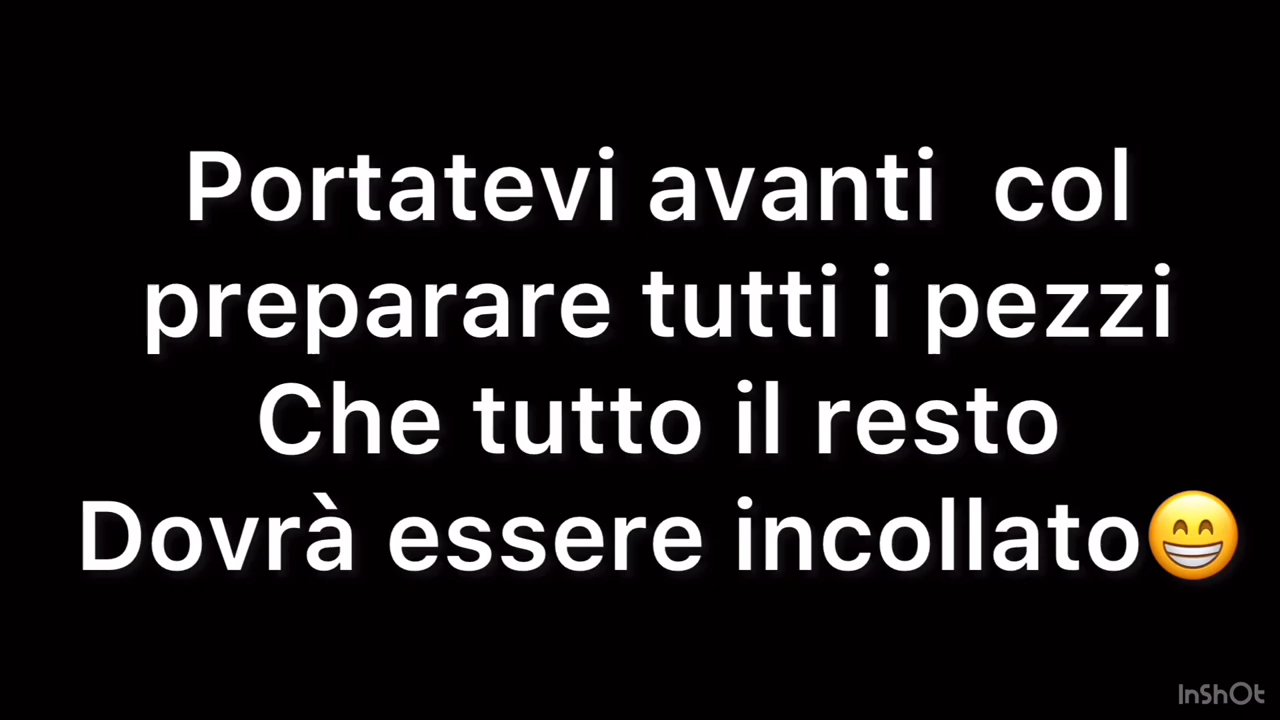 Portatevi avanti  col
preparare tutti i pezzi
Che tutto il resto
Dovrà essere incollato😁
InShOt